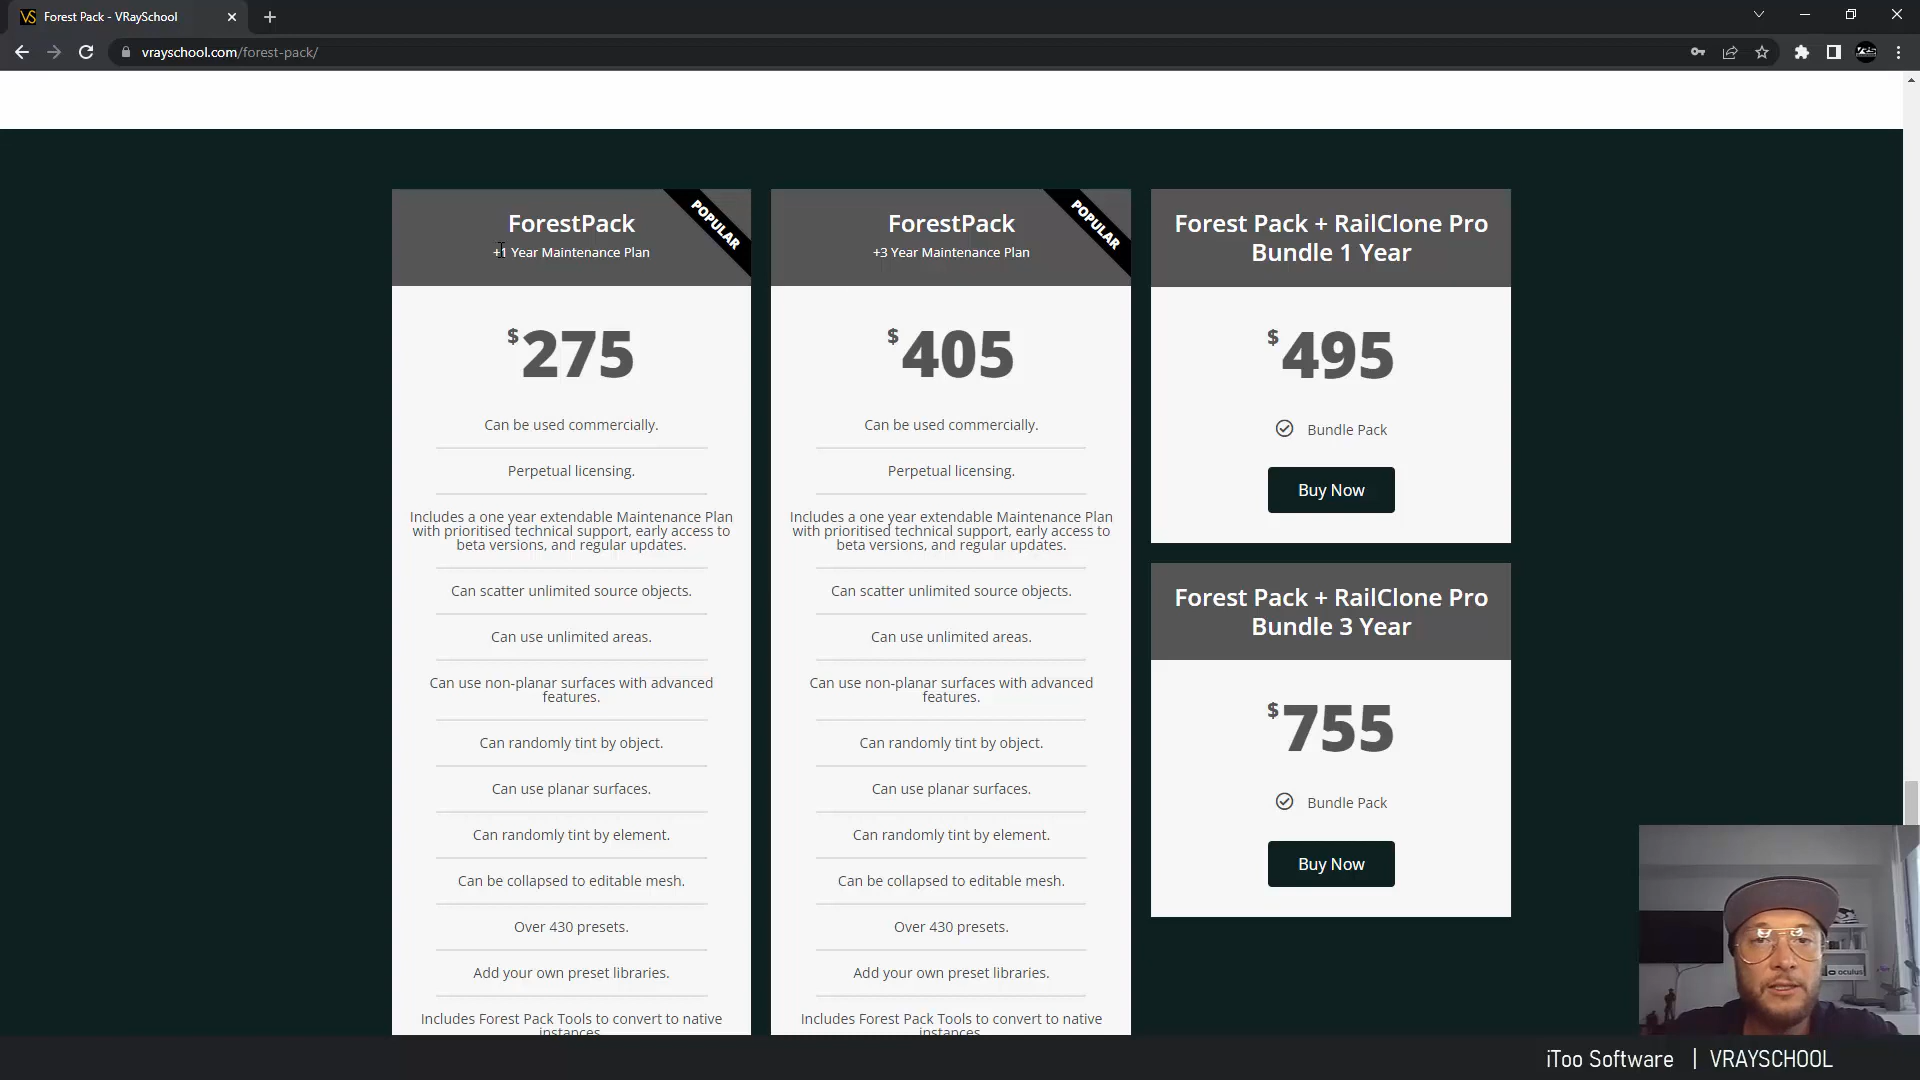 Forest Pack - VRaySchool
vrayschool.com/forest-pack/
ForestPack
+1 Year Maintenance Plan
POPULAR
$275
Can be used commercially.
Perpetual licensing.
Includes a one year extendable Maintenance Plan
with prioritised technical support, early access to
beta versions, and regular updates.
Can scatter unlimited source objects.
Can use unlimited areas.
Can use non-planar surfaces with advanced
features.
Can randomly tint by object.
Can use planar surfaces.
Can randomly tint by element.
Can be collapsed to editable mesh.
Over 430 presets.
Add your own preset libraries.
Includes Forest Pack Tools to convert to native
instances.
ForestPack
+3 Year Maintenance Plan
POPULAR
$405
Can be used commercially.
Perpetual licensing.
Includes a one year extendable Maintenance Plan
with prioritised technical support, early access to
beta versions, and regular updates.
Can scatter unlimited source objects.
Can use unlimited areas.
Can use non-planar surfaces with advanced
features.
Can randomly tint by object.
Can use planar surfaces.
Can randomly tint by element.
Can be collapsed to editable mesh.
Over 430 presets.
Add your own preset libraries.
Includes Forest Pack Tools to convert to native
instances.
Forest Pack + RailClone Pro
Bundle 1 Year
$495
Bundle Pack
Buy Now
Forest Pack + RailClone Pro
Bundle 3 Year
$755
Bundle Pack
Buy Now
oculus
iToo Software | VRAYSCHOOL